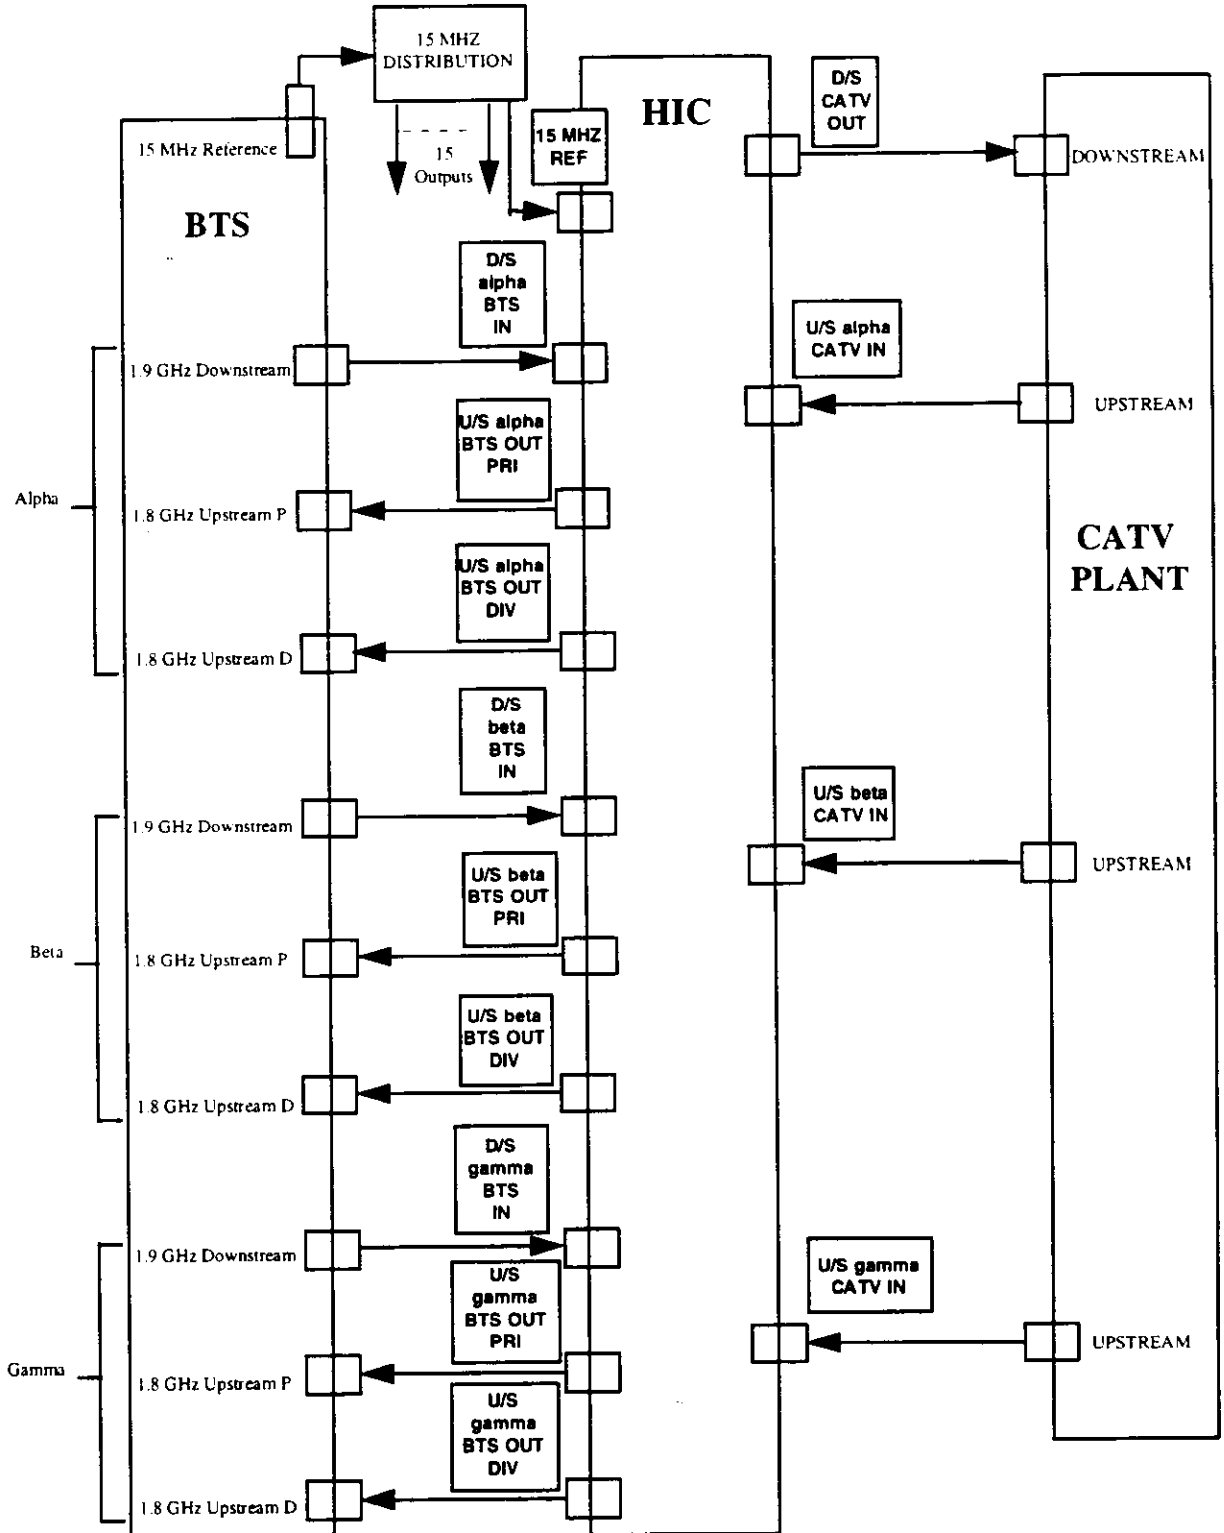 15 MHZ
DISTRIBUTION
15
Outputs
15 MHz Reference
BTS
15 MHZ
REF
HIC
D/S
CATV
OUT
DOWNSTREAM
D/S
alpha
BTS
IN
U/S alpha
CATV IN
1.9 GHz Downstream
UPSTREAM
U/S alpha
BTS OUT
PRI
Alpha
1.8 GHz Upstream P
CATV
PLANT
U/S alpha
BTS OUT
DIV
1.8 GHz Upstream D
D/S
beta
BTS
IN
U/S beta
CATV IN
1.9 GHz Downstream
UPSTREAM
U/S beta
BTS OUT
PRI
Beta
1.8 GHz Upstream P
U/S beta
BTS OUT
DIV
1.8 GHz Upstream D
D/S
gamma
BTS
IN
1.9 GHz Downstream
U/S gamma
CATV IN
U/S
gamma
BTS OUT
PRI
UPSTREAM
Gamma
1.8 GHz Upstream P
U/S
gamma
BTS OUT
DIV
1.8 GHz Upstream D